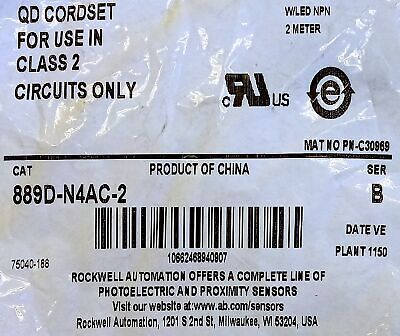 QD CORDSET
FOR USE IN
CLASS 2
CIRCUITS ONLY
W/LED NPN
2 METER
c RU US
e
MAT NO PN-C30969
CAT
PRODUCT OF CHINA
SER
889D-N4AC-2
B
10662468940807
DATE VE
PLANT 1150
75040-188
ROCKWELL AUTOMATION OFFERS A COMPLETE LINE OF
PHOTOELECTRIC AND PROXIMITY SENSORS
Visit our website at:www.ab.com/sensors
Rockwell Automation, 1201 S 2nd St, Milwaukee, WI 53204, USA